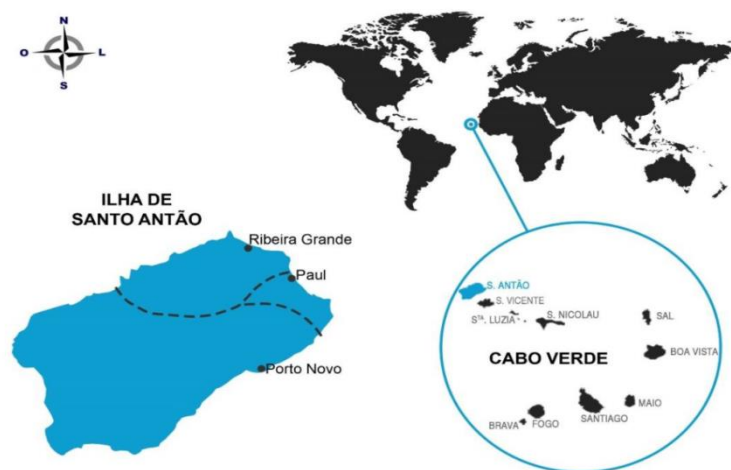 N
O L
S
ILHA DE
SANTO ANTÃO
Ribeira Grande
Paul
Porto Novo
S. ANTÃO
S. VICENTE
Sᵀᴬ. LUZIA
S. NICOLAU
SAL
BOA VISTA
CABO VERDE
MAIO
SANTIAGO
FOGO
BRAVA